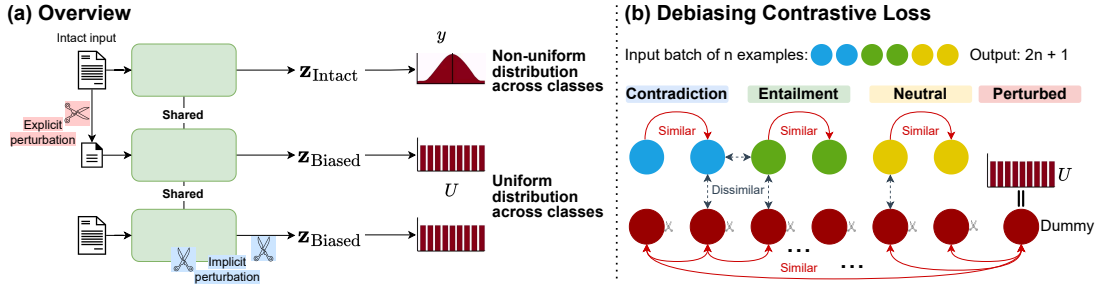 (a) Overview
Intact input
y
z_Intact
Non-uniform
distribution
across classes
Shared
Explicit
perturbation
z_Biased
U
Uniform
distribution
across classes
Shared
z_Biased
Implicit
perturbation
(b) Debiasing Contrastive Loss
Input batch of n examples:
Output: 2n + 1
Contradiction
Entailment
Neutral
Perturbed
Similar
Similar
Similar
U
Dissimilar
=
Dummy
...
...
Similar